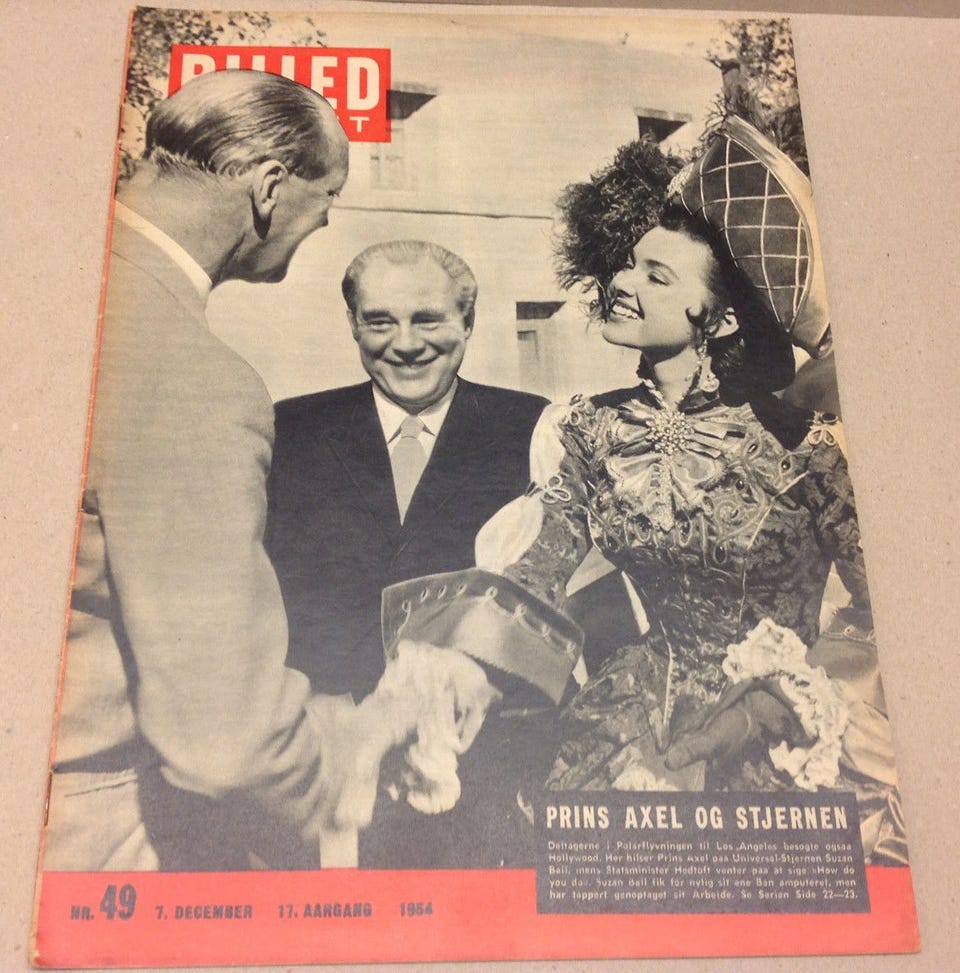 BILLED
ET
PRINS AXEL OG STJERNEN
Deltagerne i Polarflyvningen til Los Angeles besøgte ogsaa
Hollywood. Her hilser Prins Axel paa Universal-Stjernen Suzan
Ball, mens Statsminister Hedtoft venter paa at sige »How do
you do«. Suzan Ball fik for nylig sit ene Ben amputeret, men
har tappert genoptaget sit Arbejde. Se Serien Side 22—23.
NR. 49 7. DECEMBER 17. AARGANG 1954